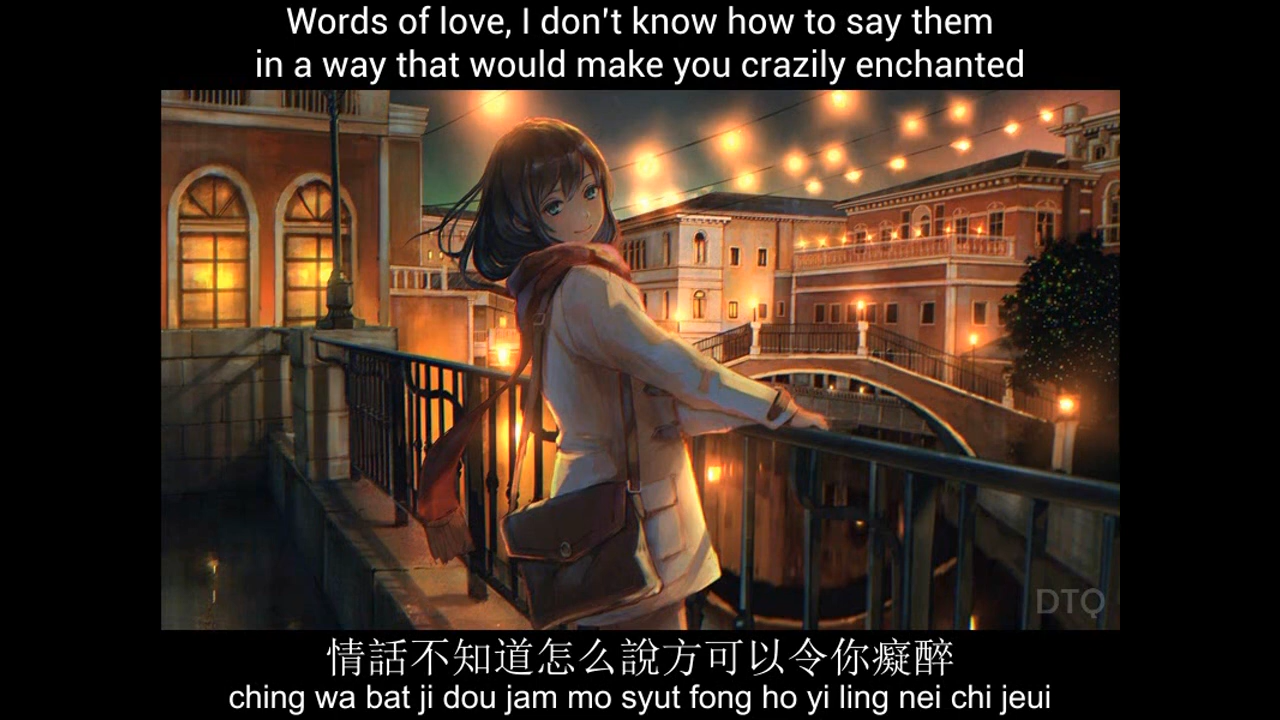 Words of love, I don't know how to say them
in a way that would make you crazily enchanted
DTQ
情話不知道怎么說方可以令你癡醉
ching wa bat ji dou jam mo syut fong ho yi ling nei chi jeui